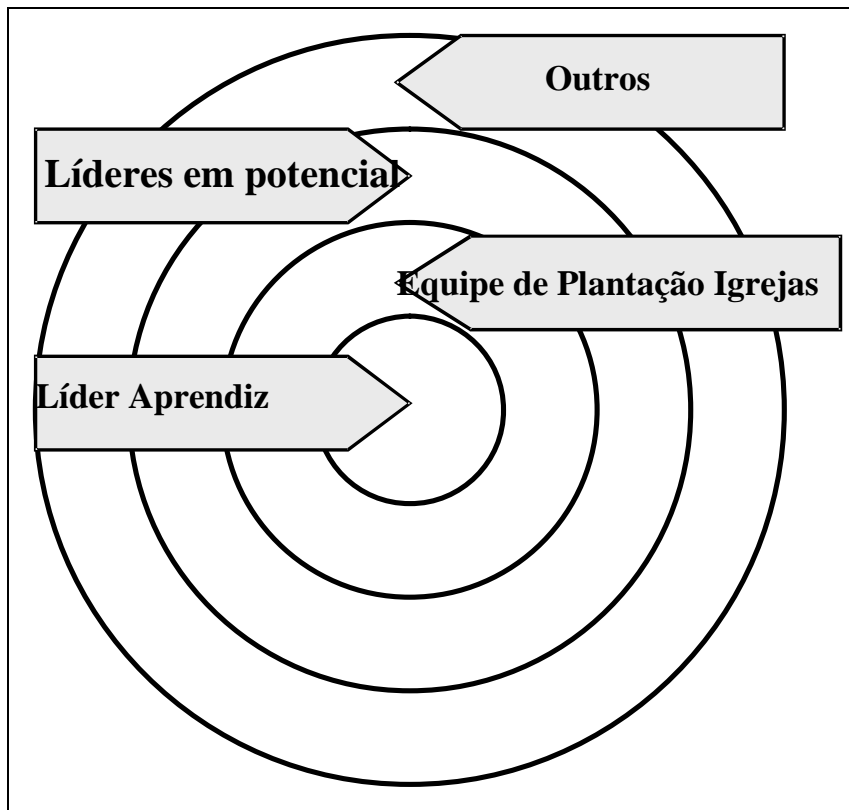 Outros
Líderes em potencial
Equipe de Plantação Igrejas
Líder Aprendiz